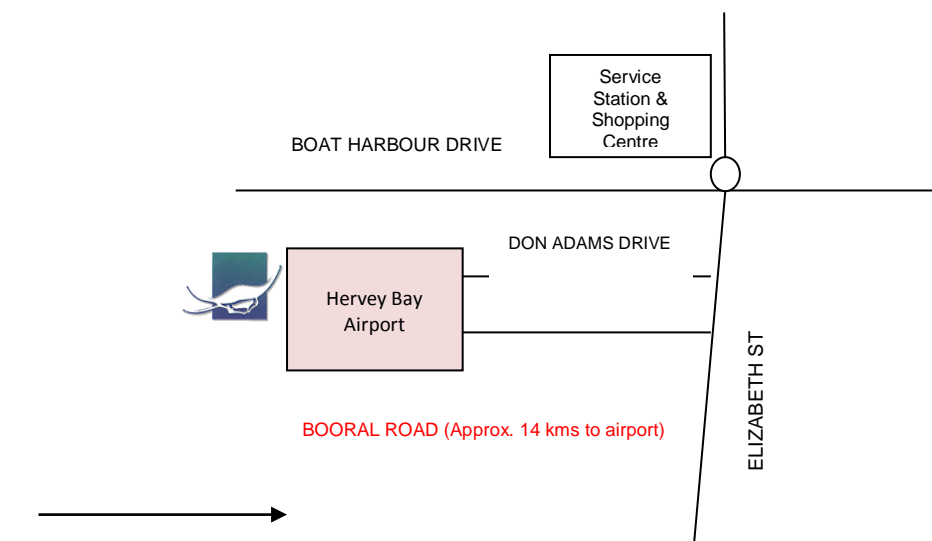 Service
Station &
Shopping
Centre
BOAT HARBOUR DRIVE
DON ADAMS DRIVE
Hervey Bay
Airport
ELIZABETH ST
BOORAL ROAD (Approx. 14 kms to airport)